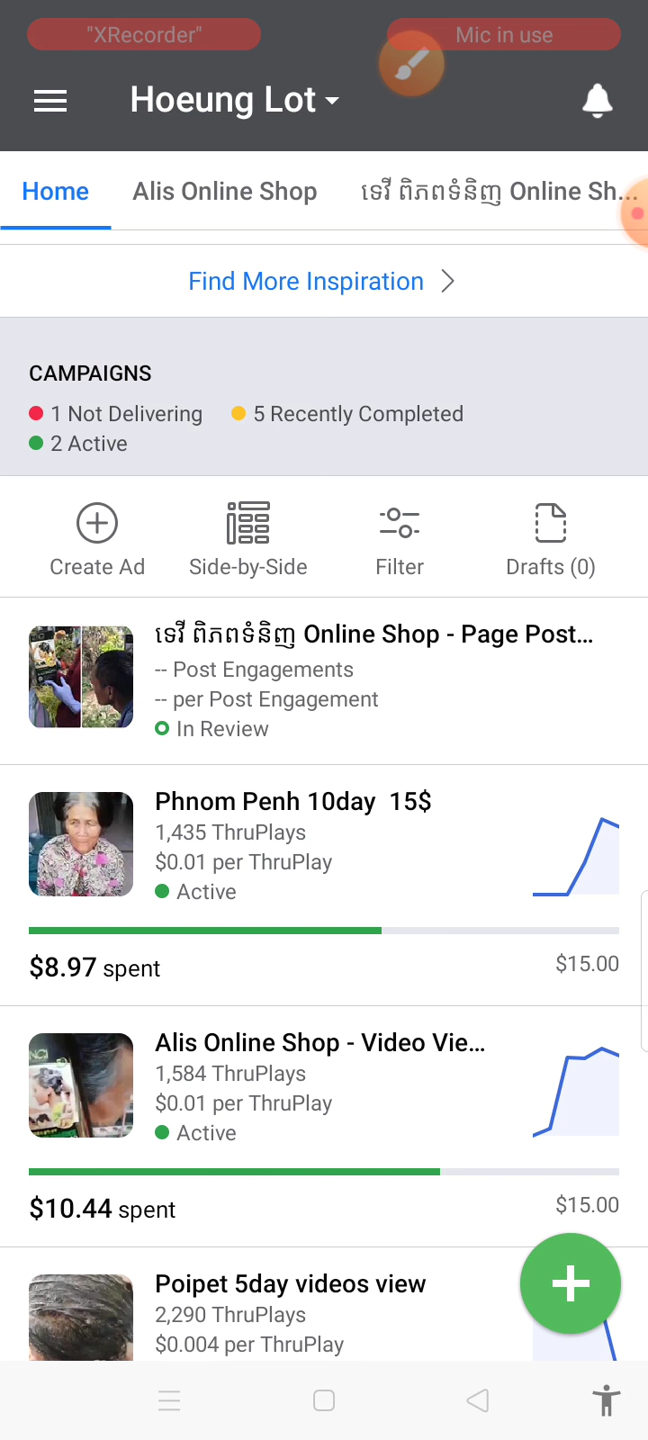 "XRecorder"
Mic in use
Hoeung Lot
Home
Alis Online Shop
ទេវី ពិភពទំនិញ Online Sh...
Find More Inspiration
CAMPAIGNS
1 Not Delivering
5 Recently Completed
2 Active
Create Ad
Side-by-Side
Filter
Drafts (0)
ទេវី ពិភពទំនិញ Online Shop - Page Post...
-- Post Engagements
-- per Post Engagement
In Review
Phnom Penh 10day 15$
1,435 ThruPlays
$0.01 per ThruPlay
Active
$8.97 spent
$15.00
Alis Online Shop - Video Vie...
1,584 ThruPlays
$0.01 per ThruPlay
Active
$10.44 spent
$15.00
Poipet 5day videos view
2,290 ThruPlays
$0.004 per ThruPlay